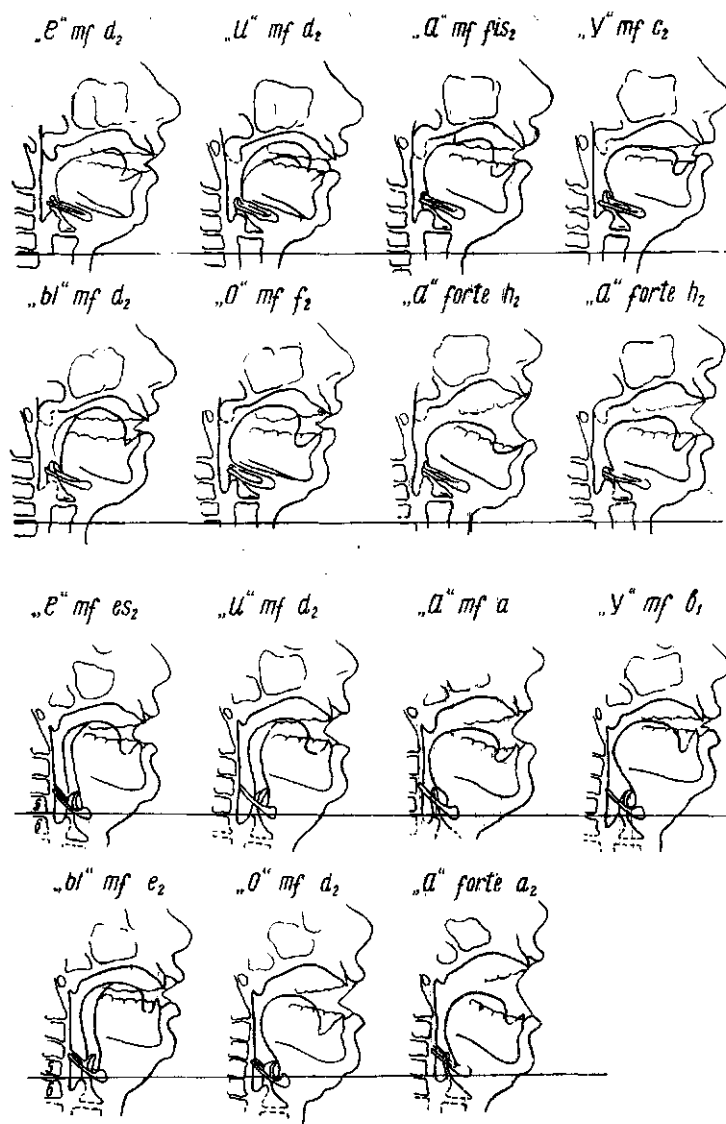 „е“ mf d₂ „и“ mf d₂ „а“ mf fis₂ „у“ mf c₂
„ы“ mf d₂ „о“ mf f₂ „а“ forte h₂ „а“ forte h₂
„е“ mf es₂ „и“ mf d₂ „а“ mf a „у“ mf b₁
„ы“ mf e₂ „о“ mf d₂ „а“ forte a₂